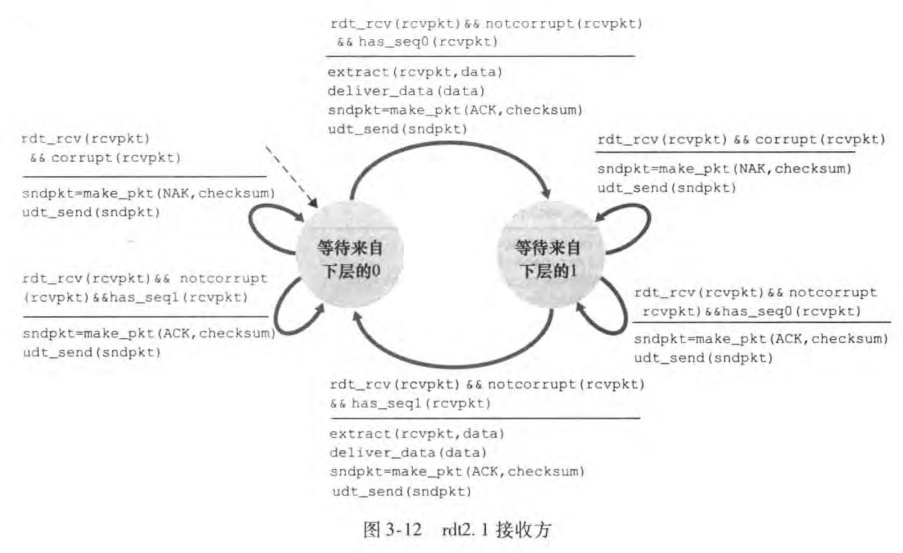 rdt_rcv(rcvpkt)&& notcorrupt(rcvpkt)
&& has_seq0(rcvpkt)
extract(rcvpkt,data)
deliver_data(data)
sndpkt=make_pkt(ACK,checksum)
udt_send(sndpkt)
rdt_rcv(rcvpkt)
&& corrupt(rcvpkt)
sndpkt=make_pkt(NAK,checksum)
udt_send(sndpkt)
rdt_rcv(rcvpkt) && corrupt(rcvpkt)
sndpkt=make_pkt(NAK,checksum)
udt_send(sndpkt)
等待来自
下层的0
等待来自
下层的1
rdt_rcv(rcvpkt)&& notcorrupt
(rcvpkt)&&has_seq1(rcvpkt)
sndpkt=make_pkt(ACK,checksum)
udt_send(sndpkt)
rdt_rcv(rcvpkt)&& notcorrupt
rcvpkt)&&has_seq0(rcvpkt)
sndpkt=make_pkt(ACK,checksum)
udt_send(sndpkt)
rdt_rcv(rcvpkt) && notcorrupt(rcvpkt)
&& has_seq1(rcvpkt)
extract(rcvpkt,data)
deliver_data(data)
sndpkt=make_pkt(ACK,checksum)
udt_send(sndpkt)
图 3-12 rdt2. 1 接收方